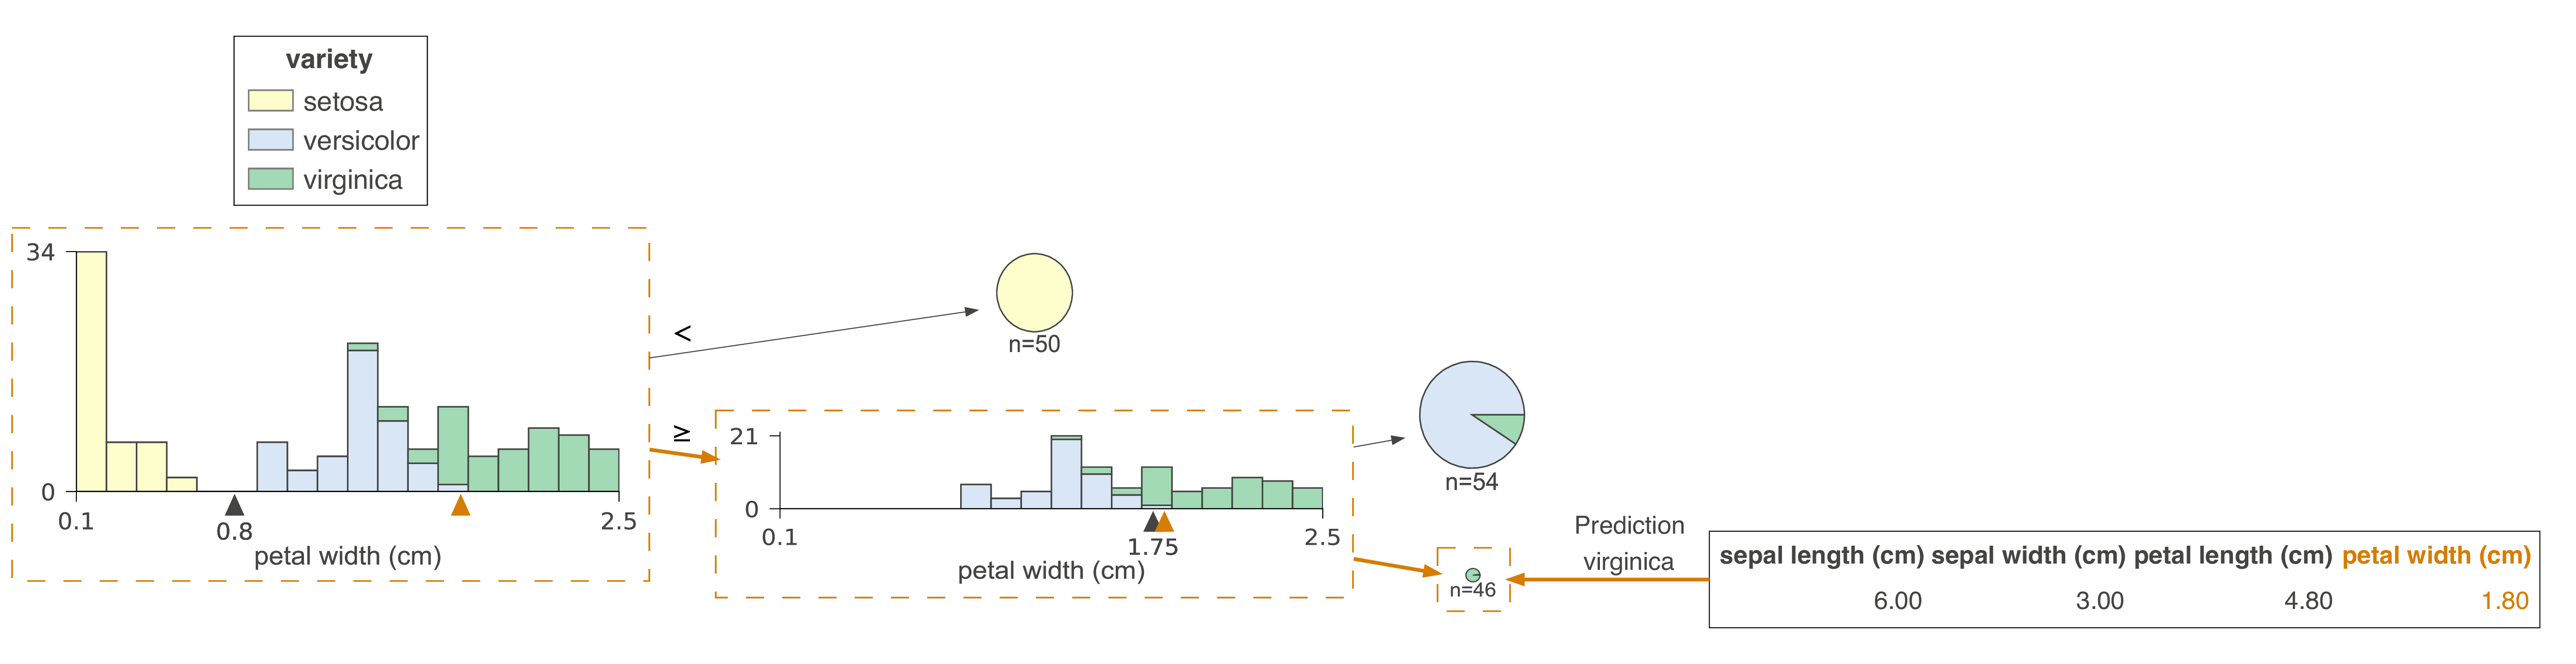 variety
setosa
versicolor
virginica
34
0
0.1
0.8
2.5
petal width (cm)
<
≥
n=50
21
0
0.1
1.75
2.5
petal width (cm)
n=54
n=46
Prediction
virginica
sepal length (cm) sepal width (cm) petal length (cm) petal width (cm)
6.00 3.00 4.80 1.80